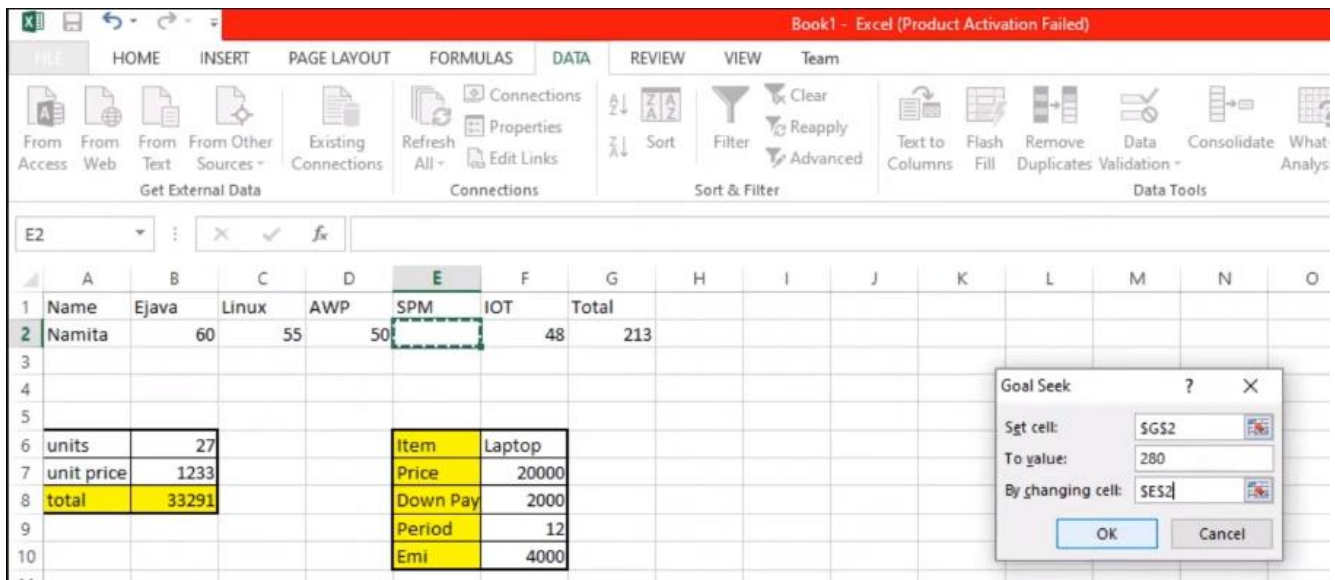 Book1 - Excel (Product Activation Failed)
FILE HOME INSERT PAGE LAYOUT FORMULAS DATA REVIEW VIEW Team
From Access From Web From Text From Other Sources Existing Connections Refresh All Connections Properties Edit Links Sort Filter Clear Reapply Advanced Text to Columns Flash Fill Remove Duplicates Data Validation Consolidate What- Analys
Get External Data Connections Sort & Filter Data Tools
E2 fx
A B C D E F G H I J K L M N O
1 Name Ejava Linux AWP SPM IOT Total
2 Namita 60 55 50 48 213
3
4
5
6 units 27 Item Laptop
7 unit price 1233 Price 20000
8 total 33291 Down Pay 2000
9 Period 12
10 Emi 4000
Goal Seek ?
Set cell: $G$2
To value: 280
By changing cell: $E$2
OK Cancel